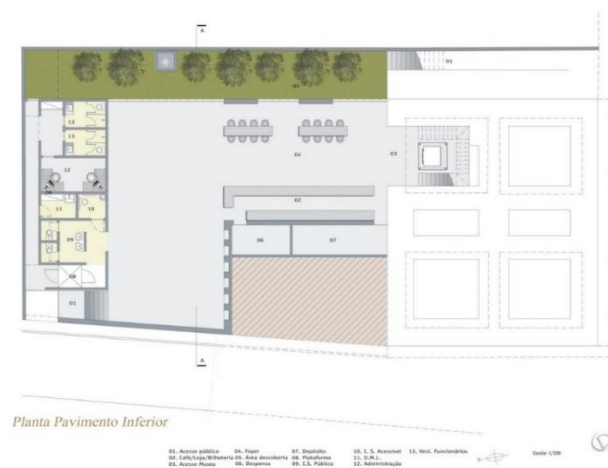 A
01
05
13
13
12
04
03
11
10
02
09
06
07
08
01
A
Planta Pavimento Inferior
01. Acesso público 04. Foyer 07. Depósito 10. I. S. Acessível 13. Vest. Funcionários
02. Café/Loja/Bilheteria 05. Área descoberta 08. Plataforma 11. D.M.L.
03. Acesso Museu 06. Despensa 09. I.S. Público 12. Administração
Escala: 1/200